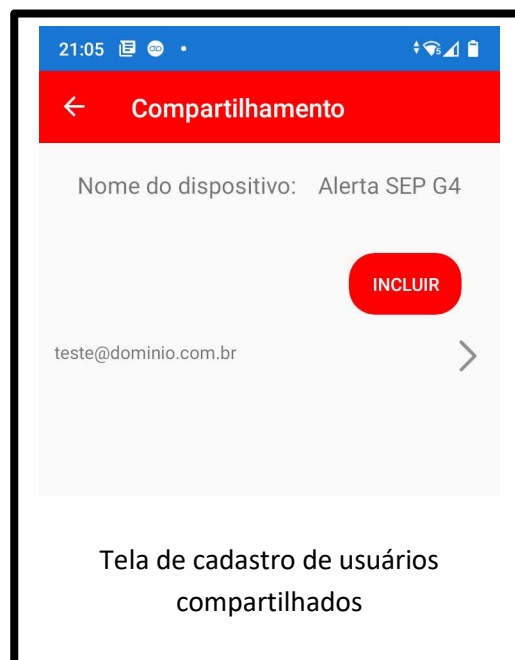 21:05
Compartilhamento
Nome do dispositivo: Alerta SEP G4
INCLUIR
teste@dominio.com.br
Tela de cadastro de usuários
compartilhados